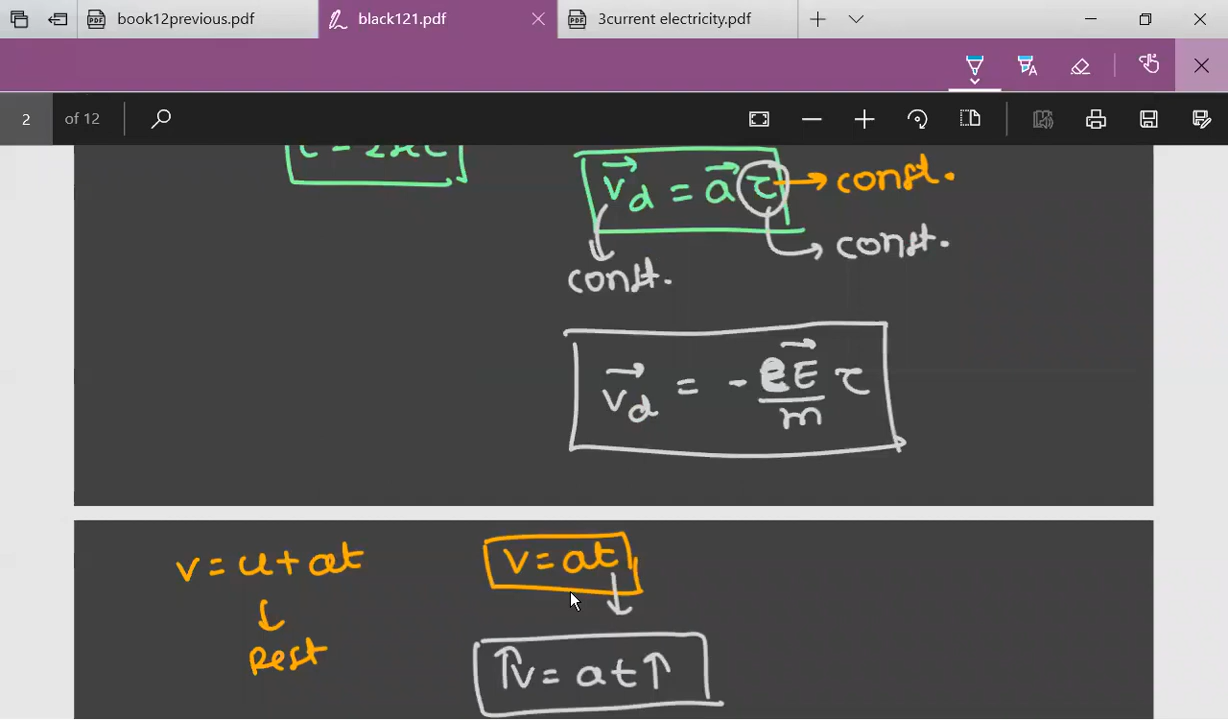 book12previous.pdf
black121.pdf
3current electricity.pdf
2 of 12
v⃗d = a⃗ τ → const.
→ const.
const.
v⃗d = - eE⃗/m τ
v = u + at
v = at
Rest
↑v = at↑